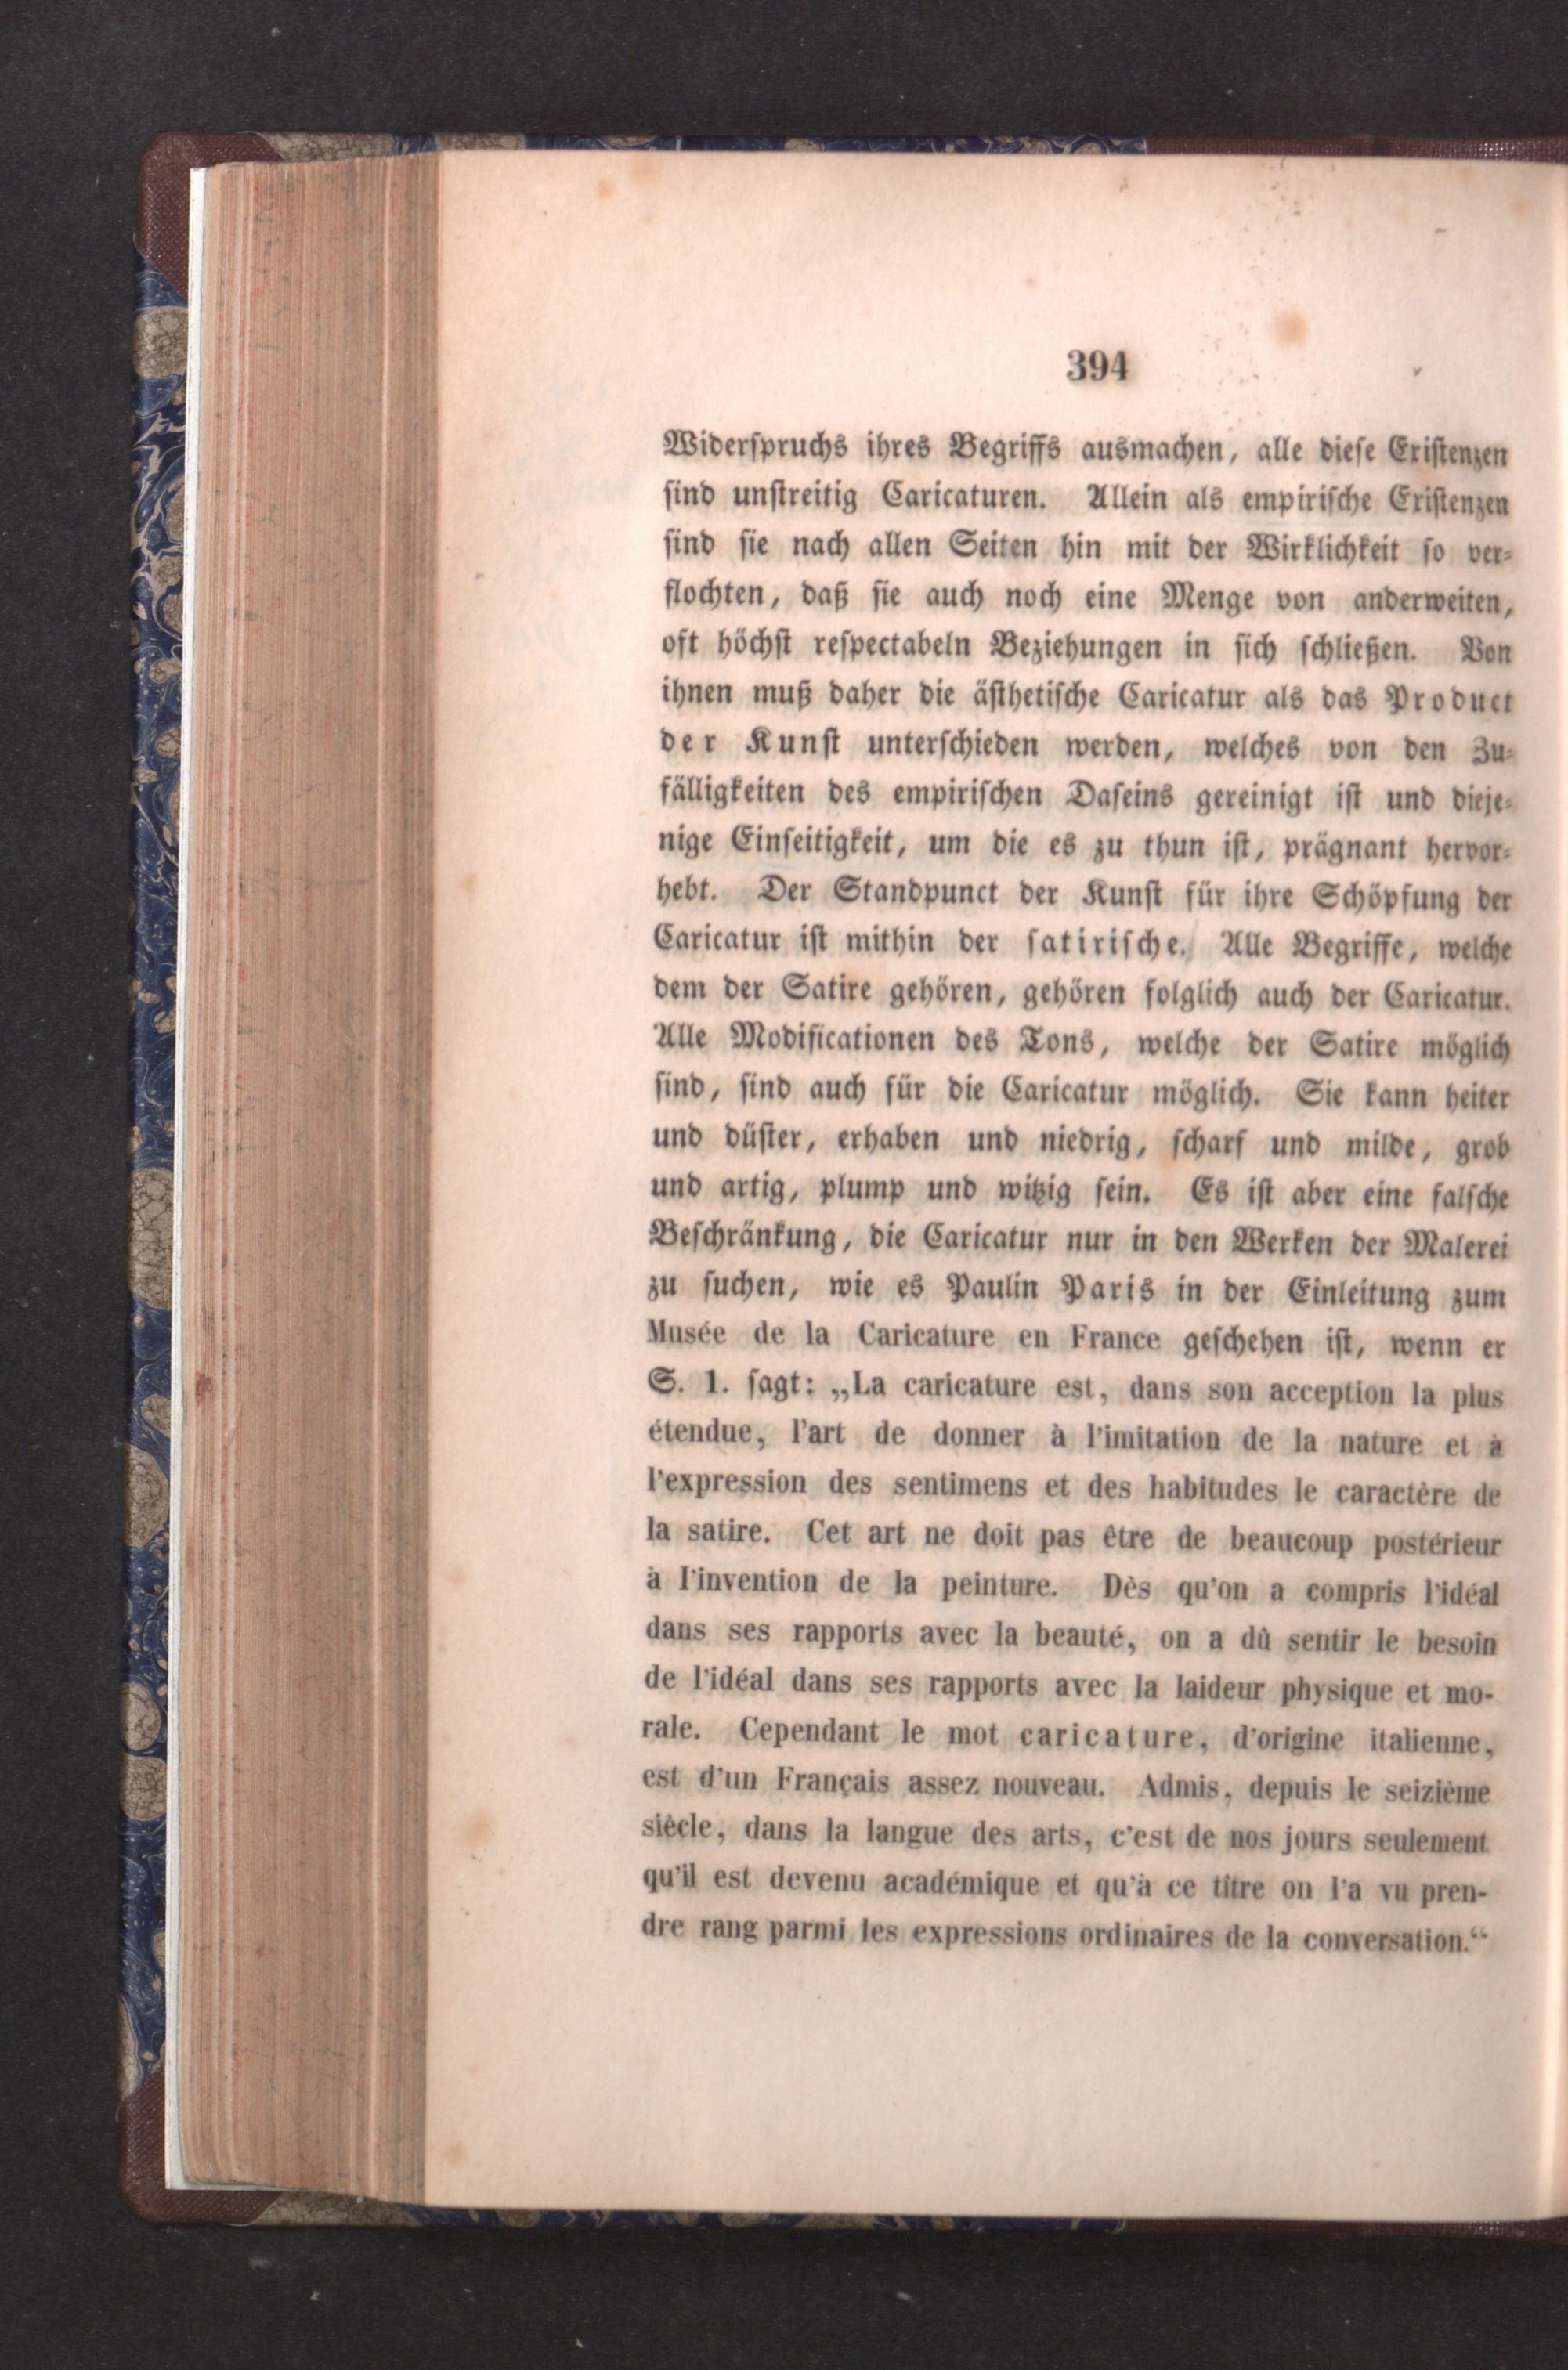 394
Widerſpruchs ihres Begriffs ausmachen, alle dieſe Exiſtenzen
ſind unſtreitig Caricaturen. Allein als empiriſche Exiſtenzen
ſind ſie nach allen Seiten hin mit der Wirklichkeit ſo ver-
flochten, daß ſie auch noch eine Menge von anderweiten,
oft höchſt reſpectabeln Beziehungen in ſich ſchließen. Von
ihnen muß daher die äſthetiſche Caricatur als das Product
der Kunſt unterſchieden werden, welches von den Zu-
fälligkeiten des empiriſchen Daſeins gereinigt iſt und dieje-
nige Einſeitigkeit, um die es zu thun iſt, prägnant hervor-
hebt. Der Standpunct der Kunſt für ihre Schöpfung der
Caricatur iſt mithin der ſatiriſche. Alle Begriffe, welche
dem der Satire gehören, gehören folglich auch der Caricatur.
Alle Modificationen des Tons, welche der Satire möglich
ſind, ſind auch für die Caricatur möglich. Sie kann heiter
und düſter, erhaben und niedrig, ſcharf und milde, grob
und artig, plump und witzig ſein. Es iſt aber eine falſche
Beſchränkung, die Caricatur nur in den Werken der Malerei
zu ſuchen, wie es Paulin Paris in der Einleitung zum
Musée de la Caricature en France geſchehen iſt, wenn er
S. 1. ſagt: „La caricature est, dans son acception la plus
étendue, l'art de donner à l'imitation de la nature et à
l'expression des sentimens et des habitudes le caractère de
la satire. Cet art ne doit pas être de beaucoup postérieur
à l'invention de la peinture. Dès qu'on a compris l'idéal
dans ses rapports avec la beauté, on a dû sentir le besoin
de l'idéal dans ses rapports avec la laideur physique et mo-
rale. Cependant le mot caricature, d'origine italienne,
est d'un Français assez nouveau. Admis, depuis le seizième
siècle, dans la langue des arts, c'est de nos jours seulement
qu'il est devenu académique et qu'à ce titre on l'a vu pren-
dre rang parmi les expressions ordinaires de la conversation.“